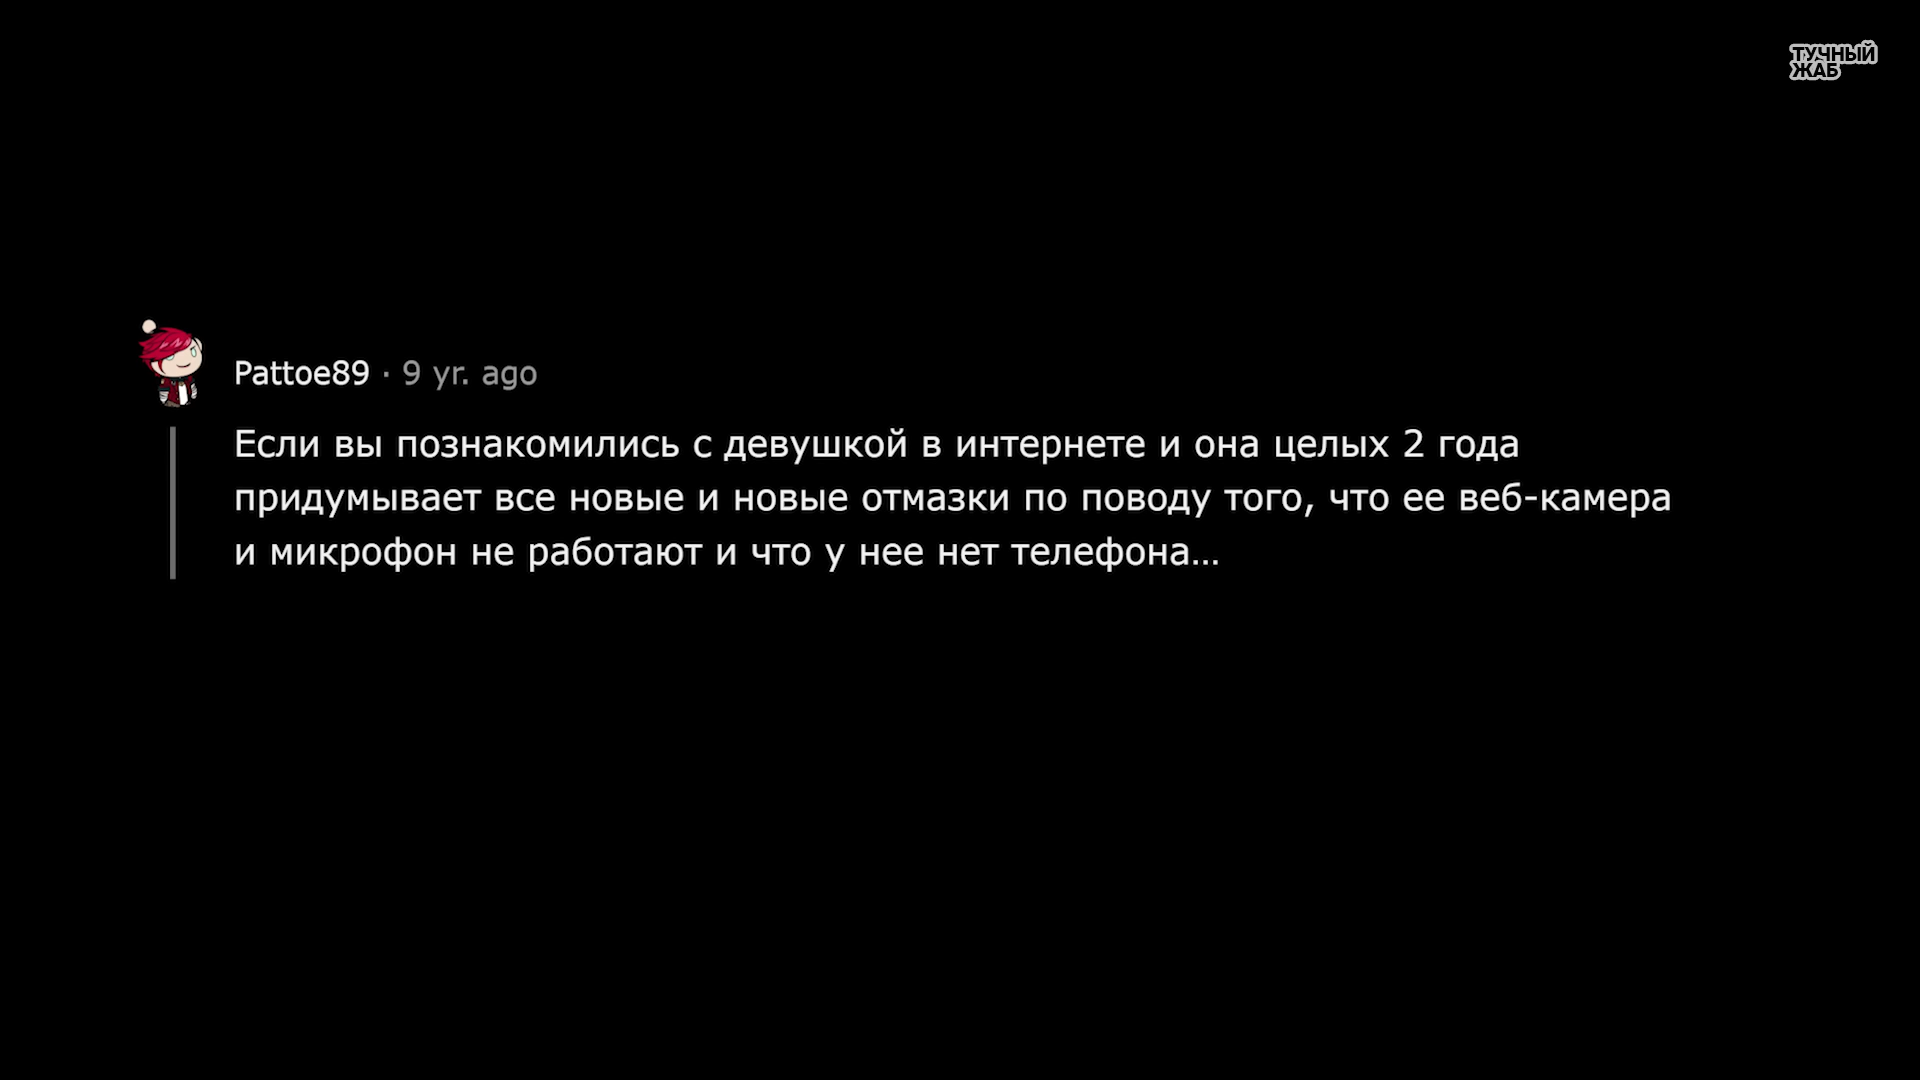 ТУЧНЫЙ
ЖАБ
Pattoe89 · 9 yr. ago
Если вы познакомились с девушкой в интернете и она целых 2 года
придумывает все новые и новые отмазки по поводу того, что ее веб-камера
и микрофон не работают и что у нее нет телефона...